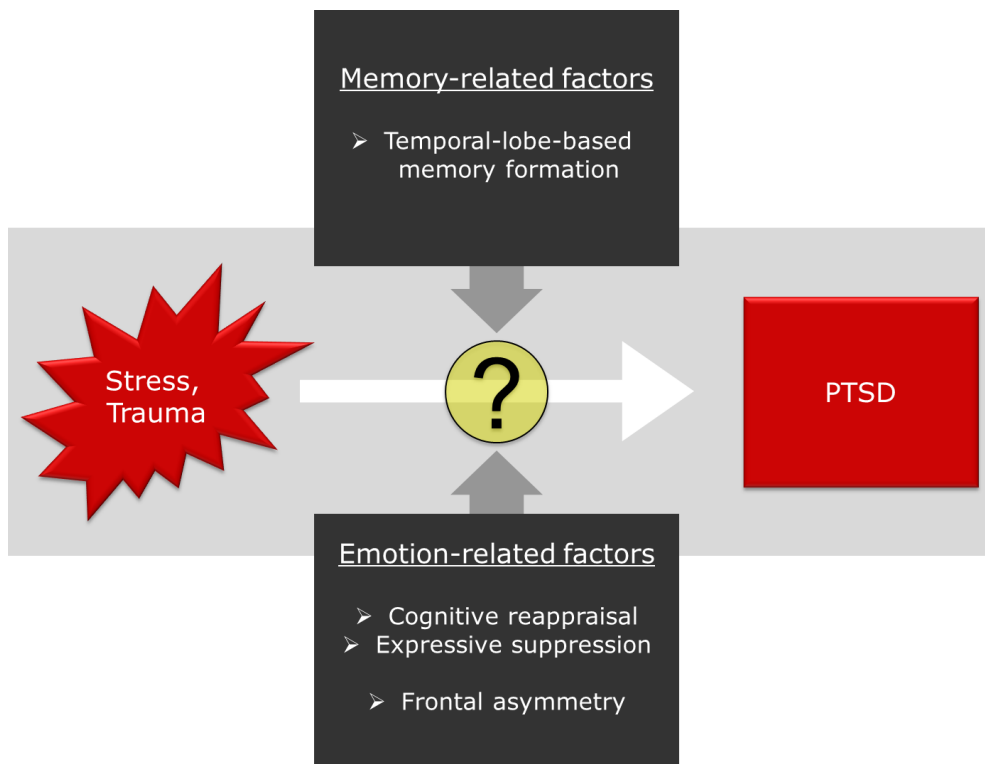 Memory-related factors
➢ Temporal-lobe-based
memory formation
Stress,
Trauma
?
PTSD
Emotion-related factors
➢ Cognitive reappraisal
➢ Expressive suppression
➢ Frontal asymmetry